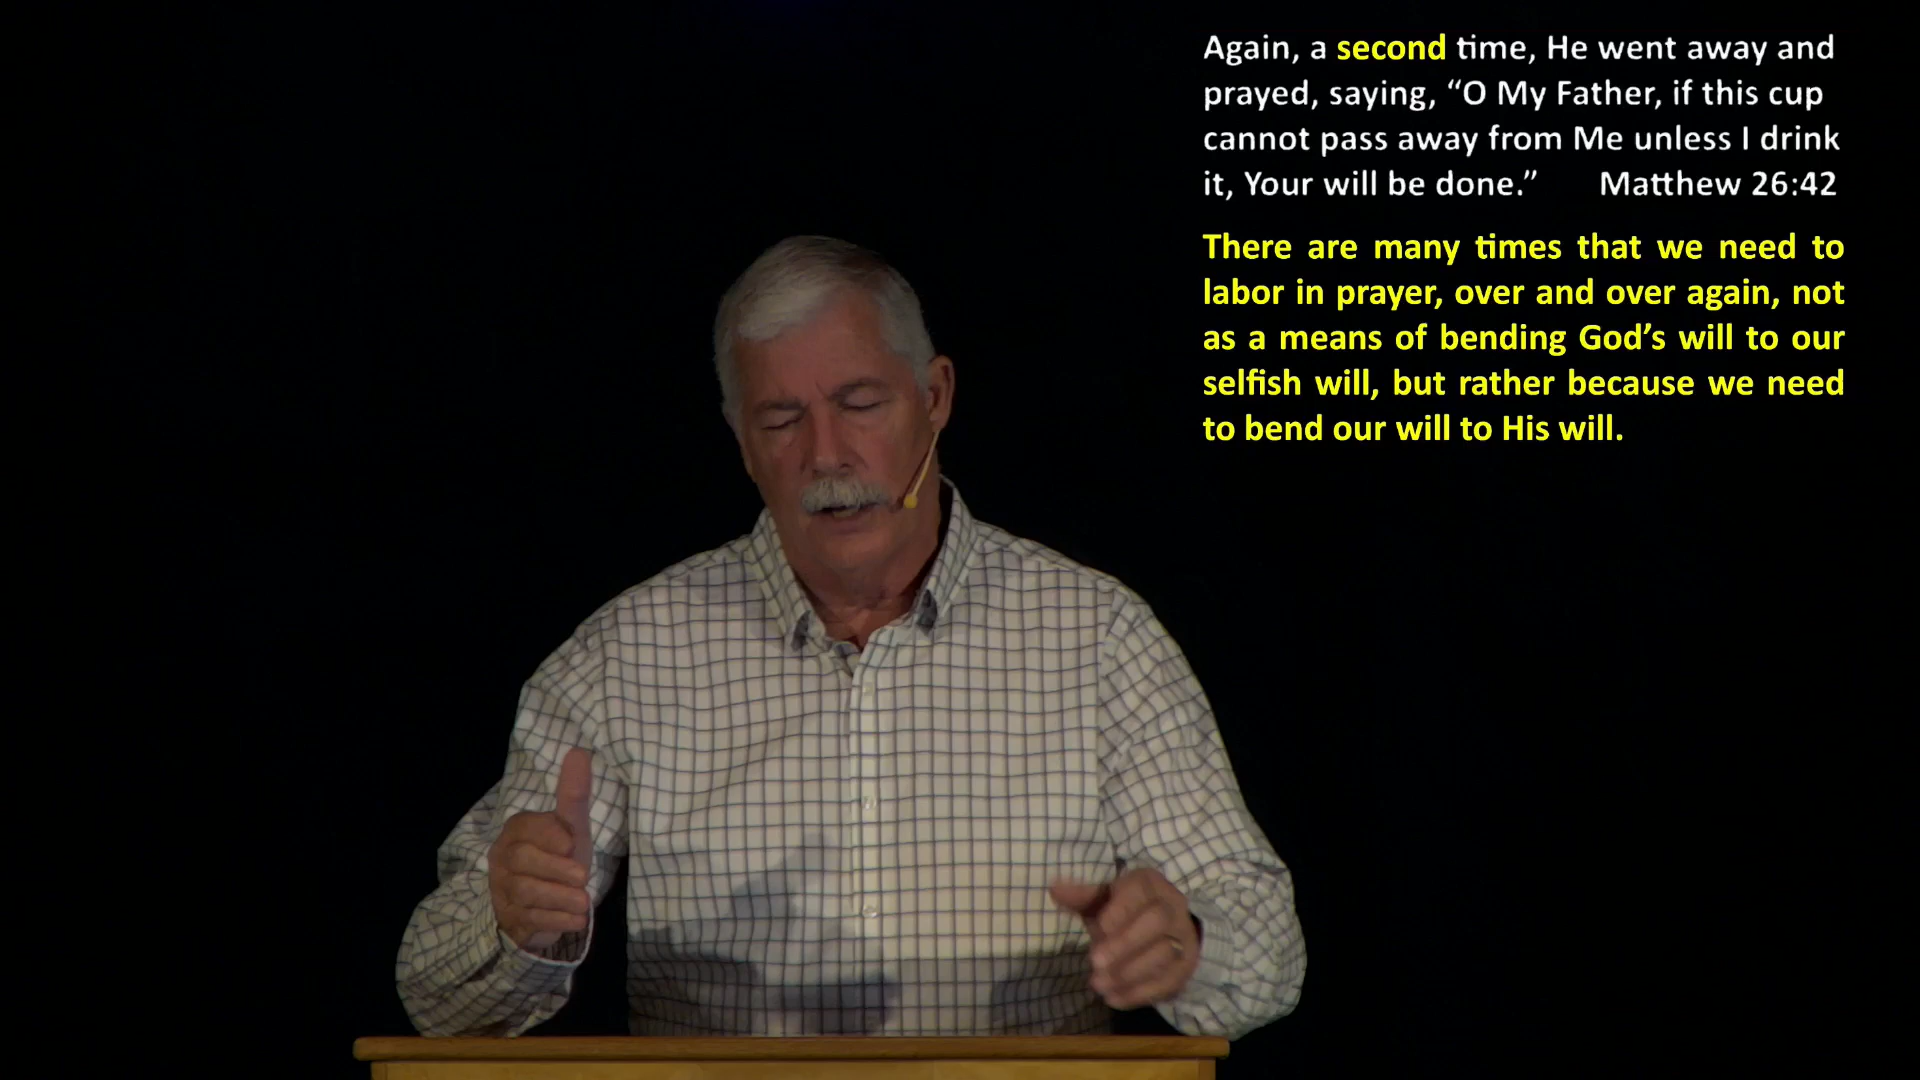 Again, a second time, He went away and
prayed, saying, “O My Father, if this cup
cannot pass away from Me unless I drink
it, Your will be done.” Matthew 26:42
There are many times that we need to
labor in prayer, over and over again, not
as a means of bending God’s will to our
selfish will, but rather because we need
to bend our will to His will.